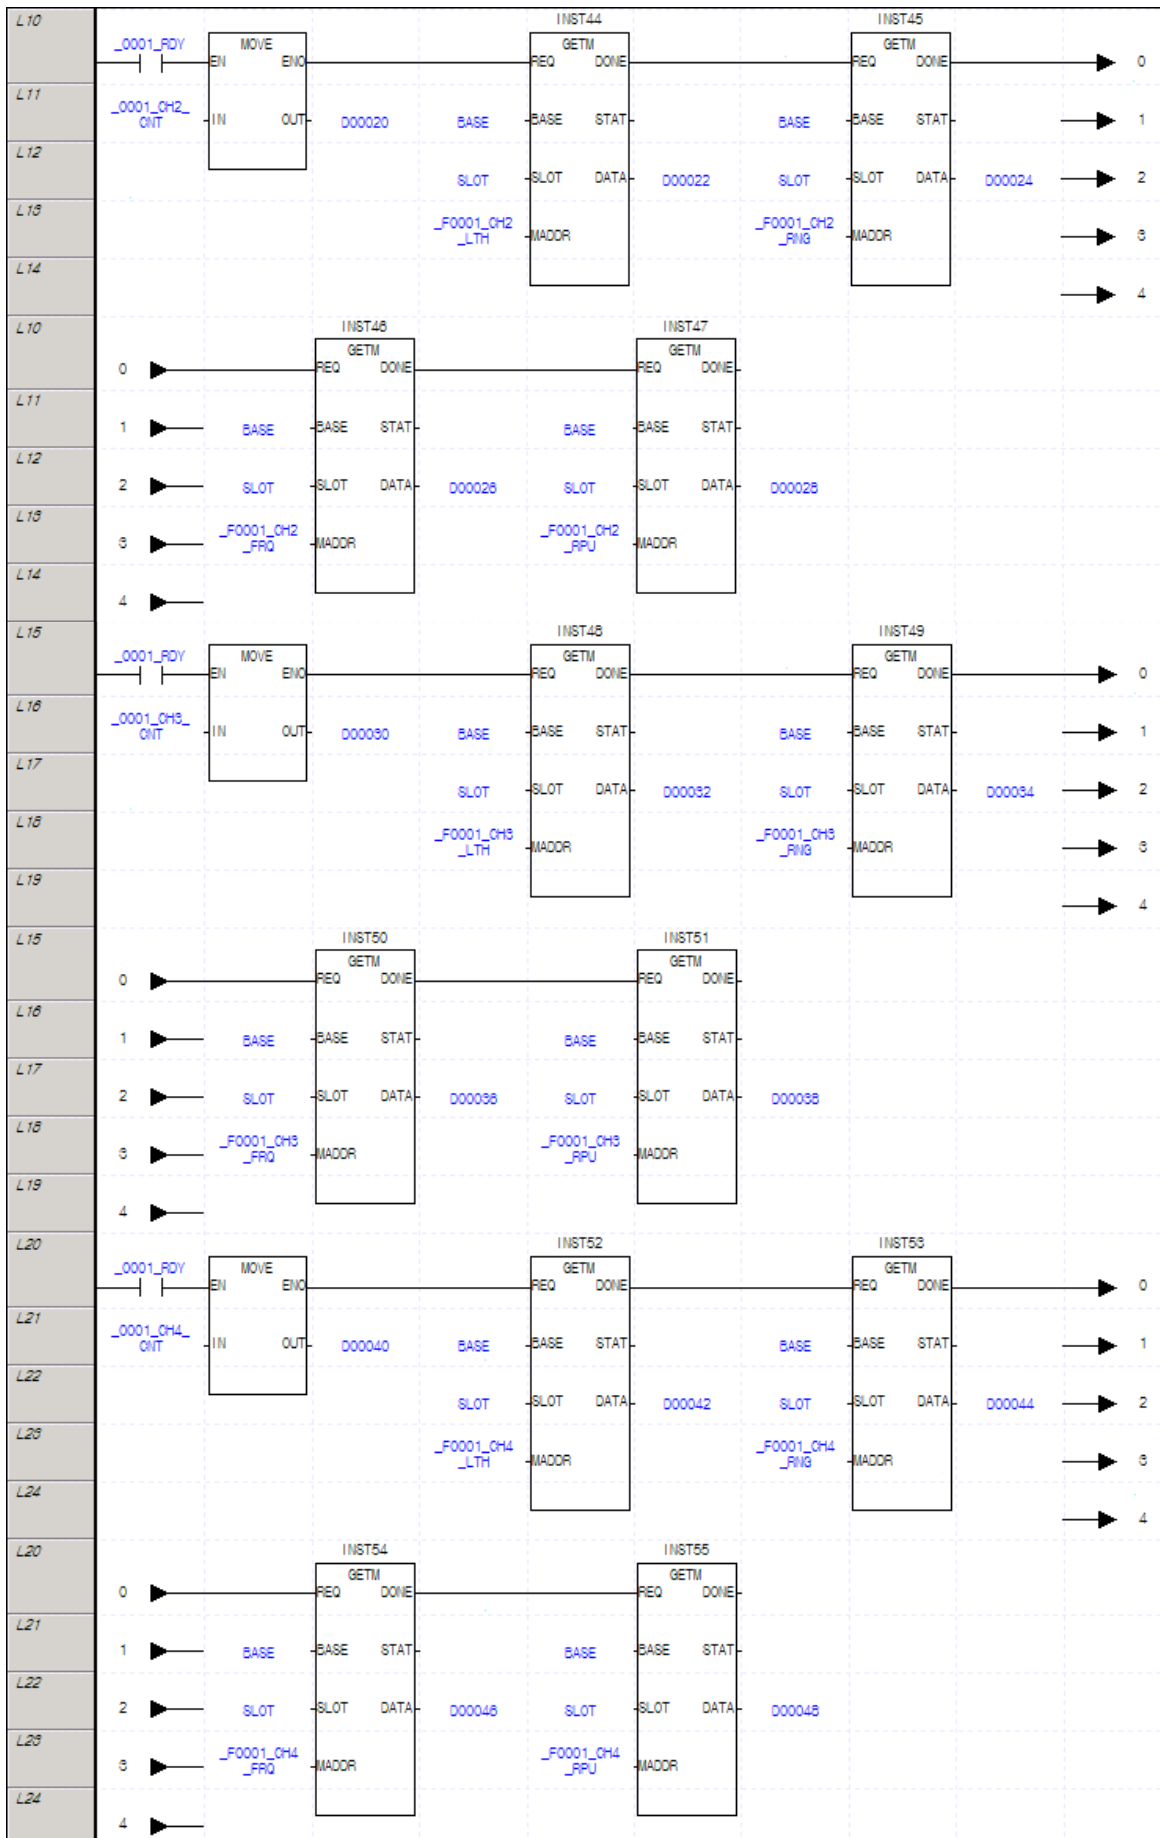 L10
INST44 INST45
_0001_RDY MOVE GETM GETM
EN ENO REQ DONE REQ DONE 0
L11
_0001_CH2_
CNT IN OUT D00020 BASE BASE STAT BASE BASE STAT 1
L12
SLOT SLOT DATA D00022 SLOT SLOT DATA D00024 2
L13
_F0001_CH2
_LTH MADDR _F0001_CH2
_RNG MADDR 3
L14
4
L10
INST46 INST47
GETM GETM
0 REQ DONE REQ DONE
L11
1 BASE BASE STAT BASE BASE STAT
L12
2 SLOT SLOT DATA D00026 SLOT SLOT DATA D00028
L13
3 _F0001_CH2
_FRQ MADDR _F0001_CH2
_RPU MADDR
L14
4
L15
INST48 INST49
_0001_RDY MOVE GETM GETM
EN ENO REQ DONE REQ DONE 0
L16
_0001_CH3_
CNT IN OUT D00030 BASE BASE STAT BASE BASE STAT 1
L17
SLOT SLOT DATA D00032 SLOT SLOT DATA D00034 2
L18
_F0001_CH3
_LTH MADDR _F0001_CH3
_RNG MADDR 3
L19
4
L15
INST50 INST51
GETM GETM
0 REQ DONE REQ DONE
L16
1 BASE BASE STAT BASE BASE STAT
L17
2 SLOT SLOT DATA D00036 SLOT SLOT DATA D00038
L18
3 _F0001_CH3
_FRQ MADDR _F0001_CH3
_RPU MADDR
L19
4
L20
INST52 INST53
_0001_RDY MOVE GETM GETM
EN ENO REQ DONE REQ DONE 0
L21
_0001_CH4_
CNT IN OUT D00040 BASE BASE STAT BASE BASE STAT 1
L22
SLOT SLOT DATA D00042 SLOT SLOT DATA D00044 2
L23
_F0001_CH4
_LTH MADDR _F0001_CH4
_RNG MADDR 3
L24
4
L20
INST54 INST55
GETM GETM
0 REQ DONE REQ DONE
L21
1 BASE BASE STAT BASE BASE STAT
L22
2 SLOT SLOT DATA D00046 SLOT SLOT DATA D00048
L23
3 _F0001_CH4
_FRQ MADDR _F0001_CH4
_RPU MADDR
L24
4